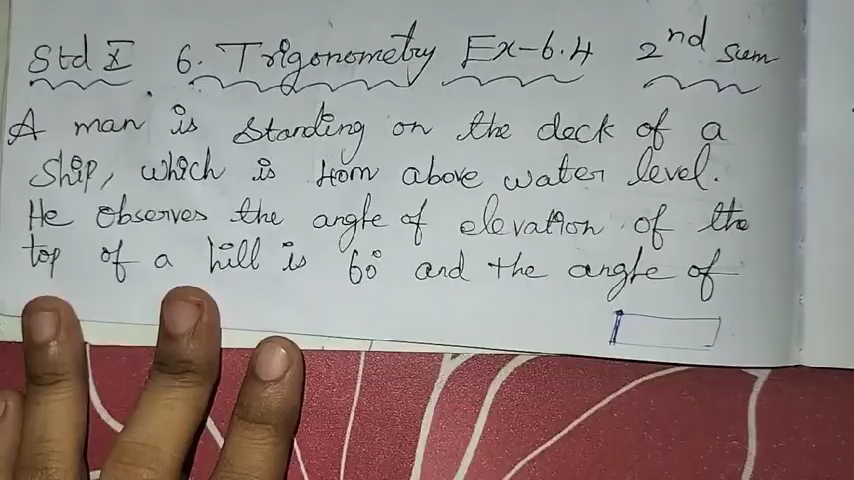 Std X 6. Trigonometry Ex-6.4 2nd sum
A man is standing on the deck of a
ship, which is 40m above water level.
He observes the angle of elevation of the
top of a hill is 60° and the angle of